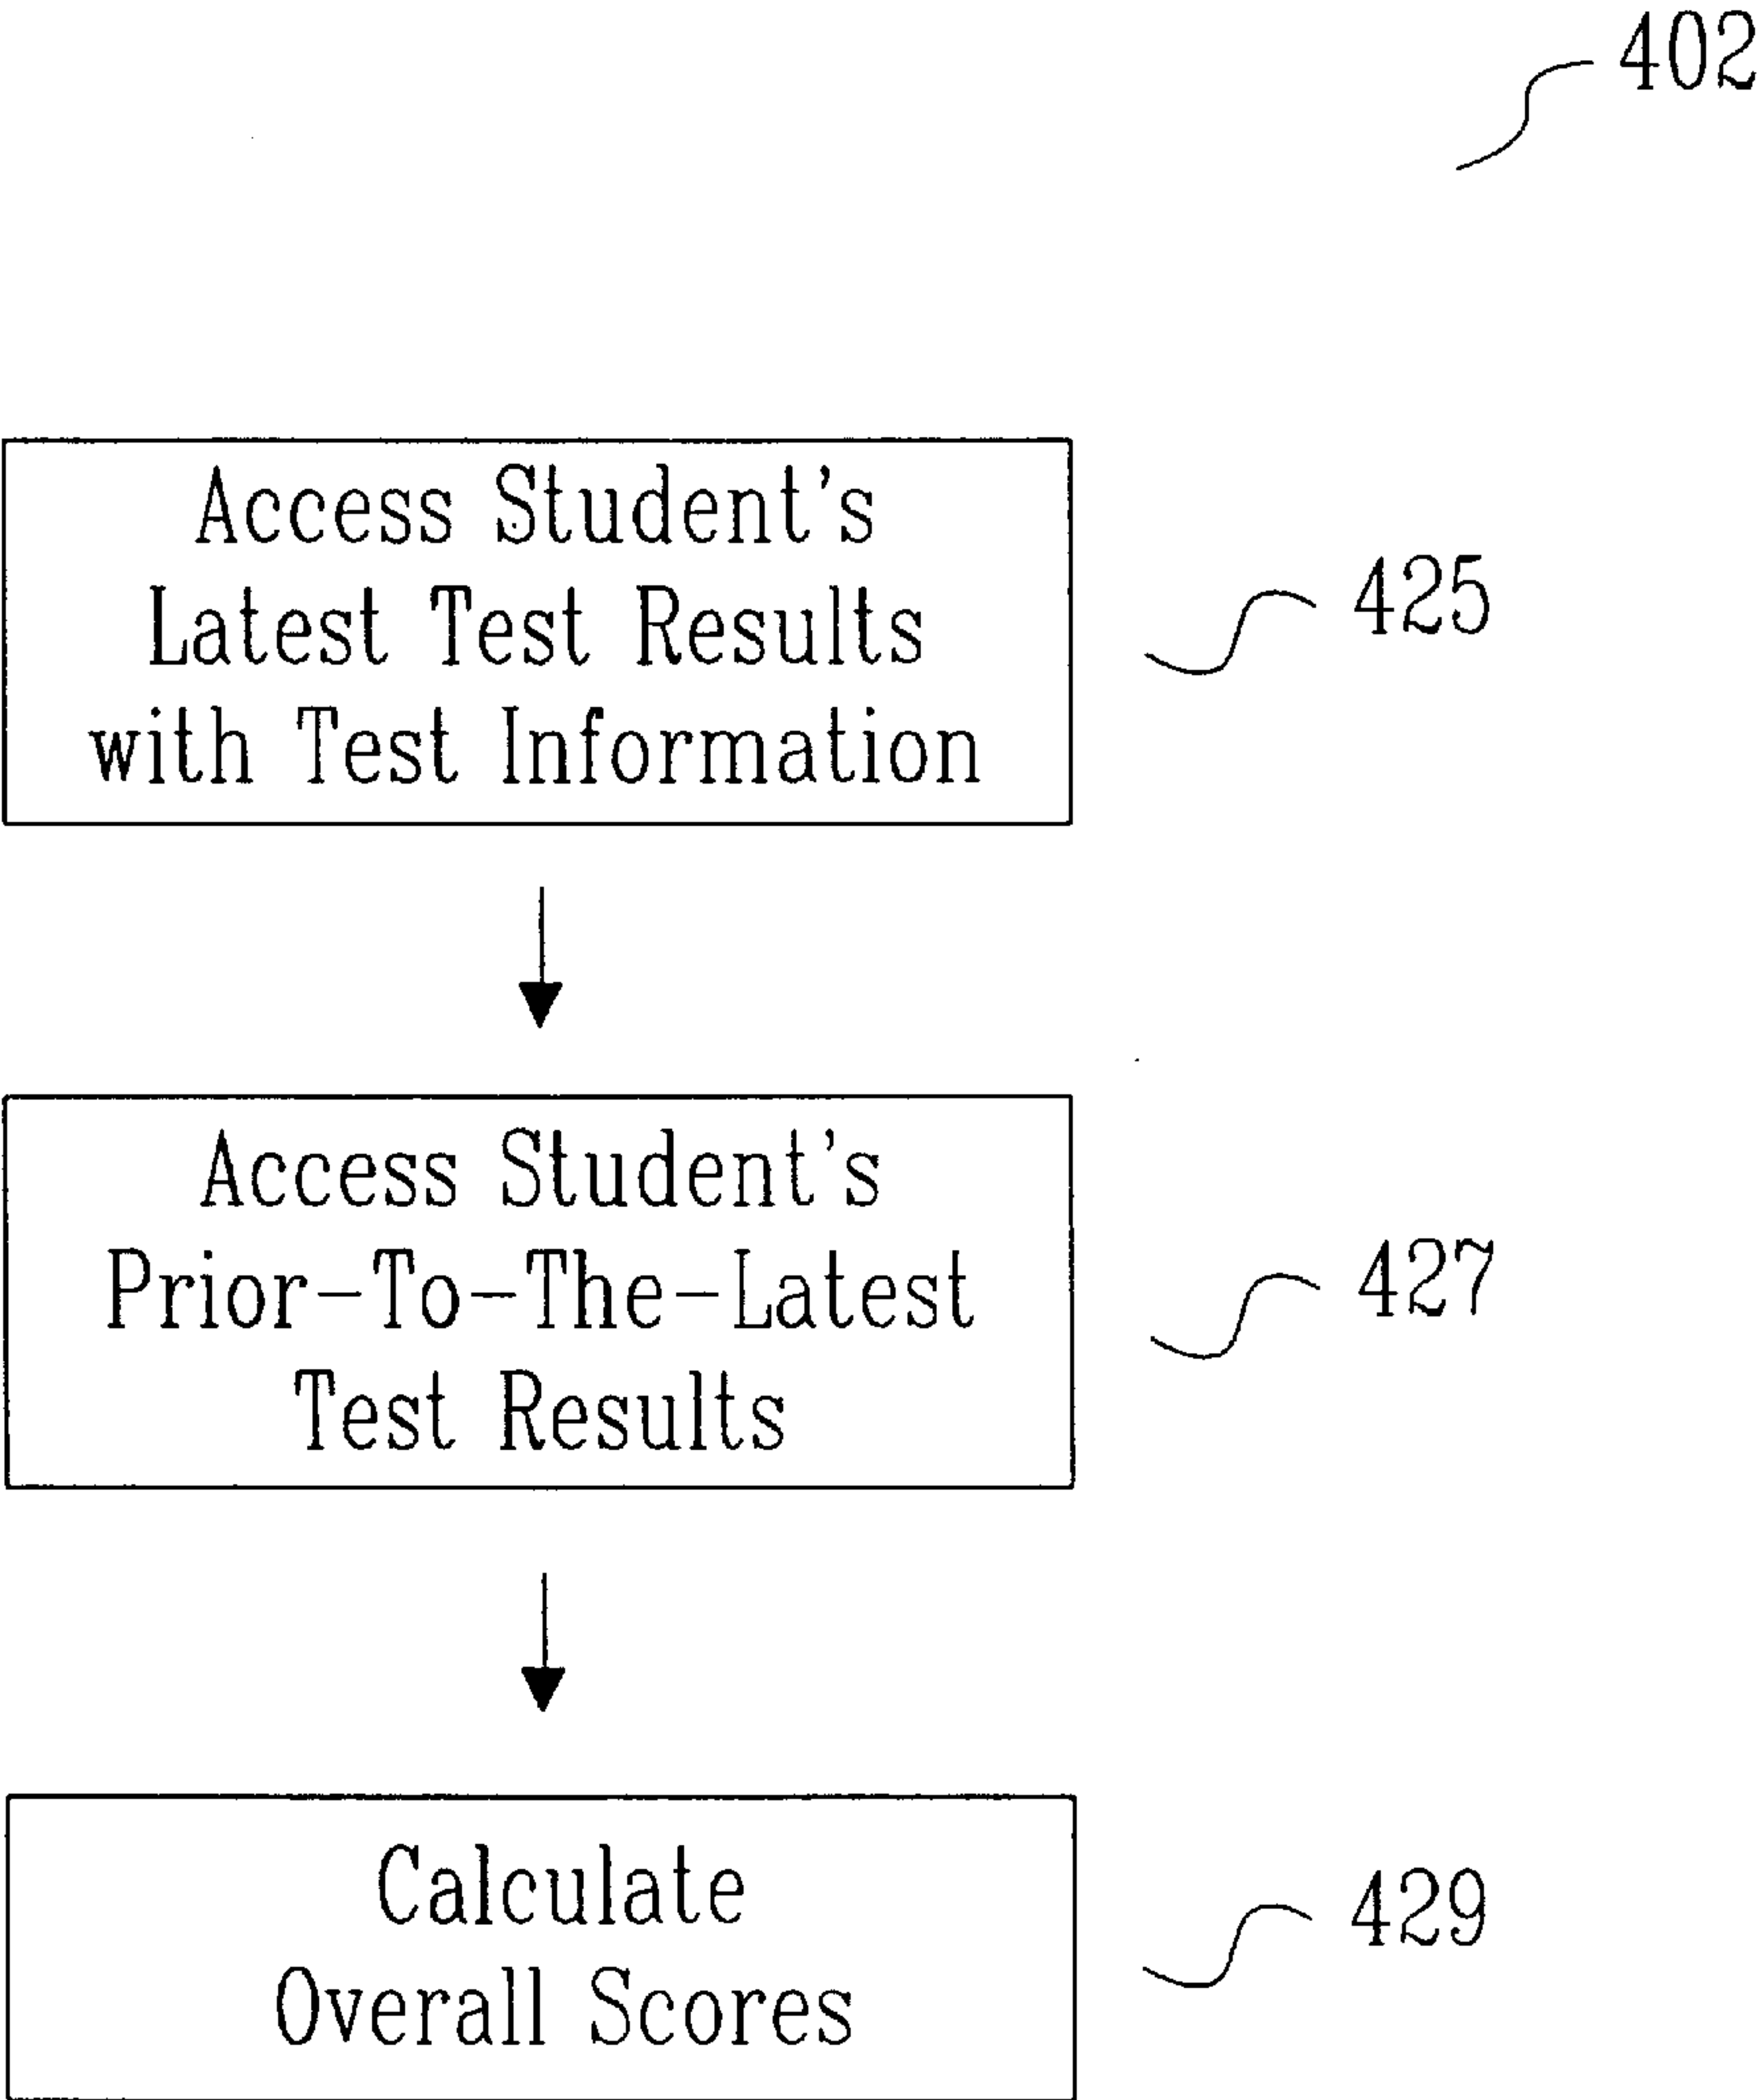 402
Access Student's
Latest Test Results
with Test Information
425
Access Student's
Prior-To-The-Latest
Test Results
427
Calculate
Overall Scores
429